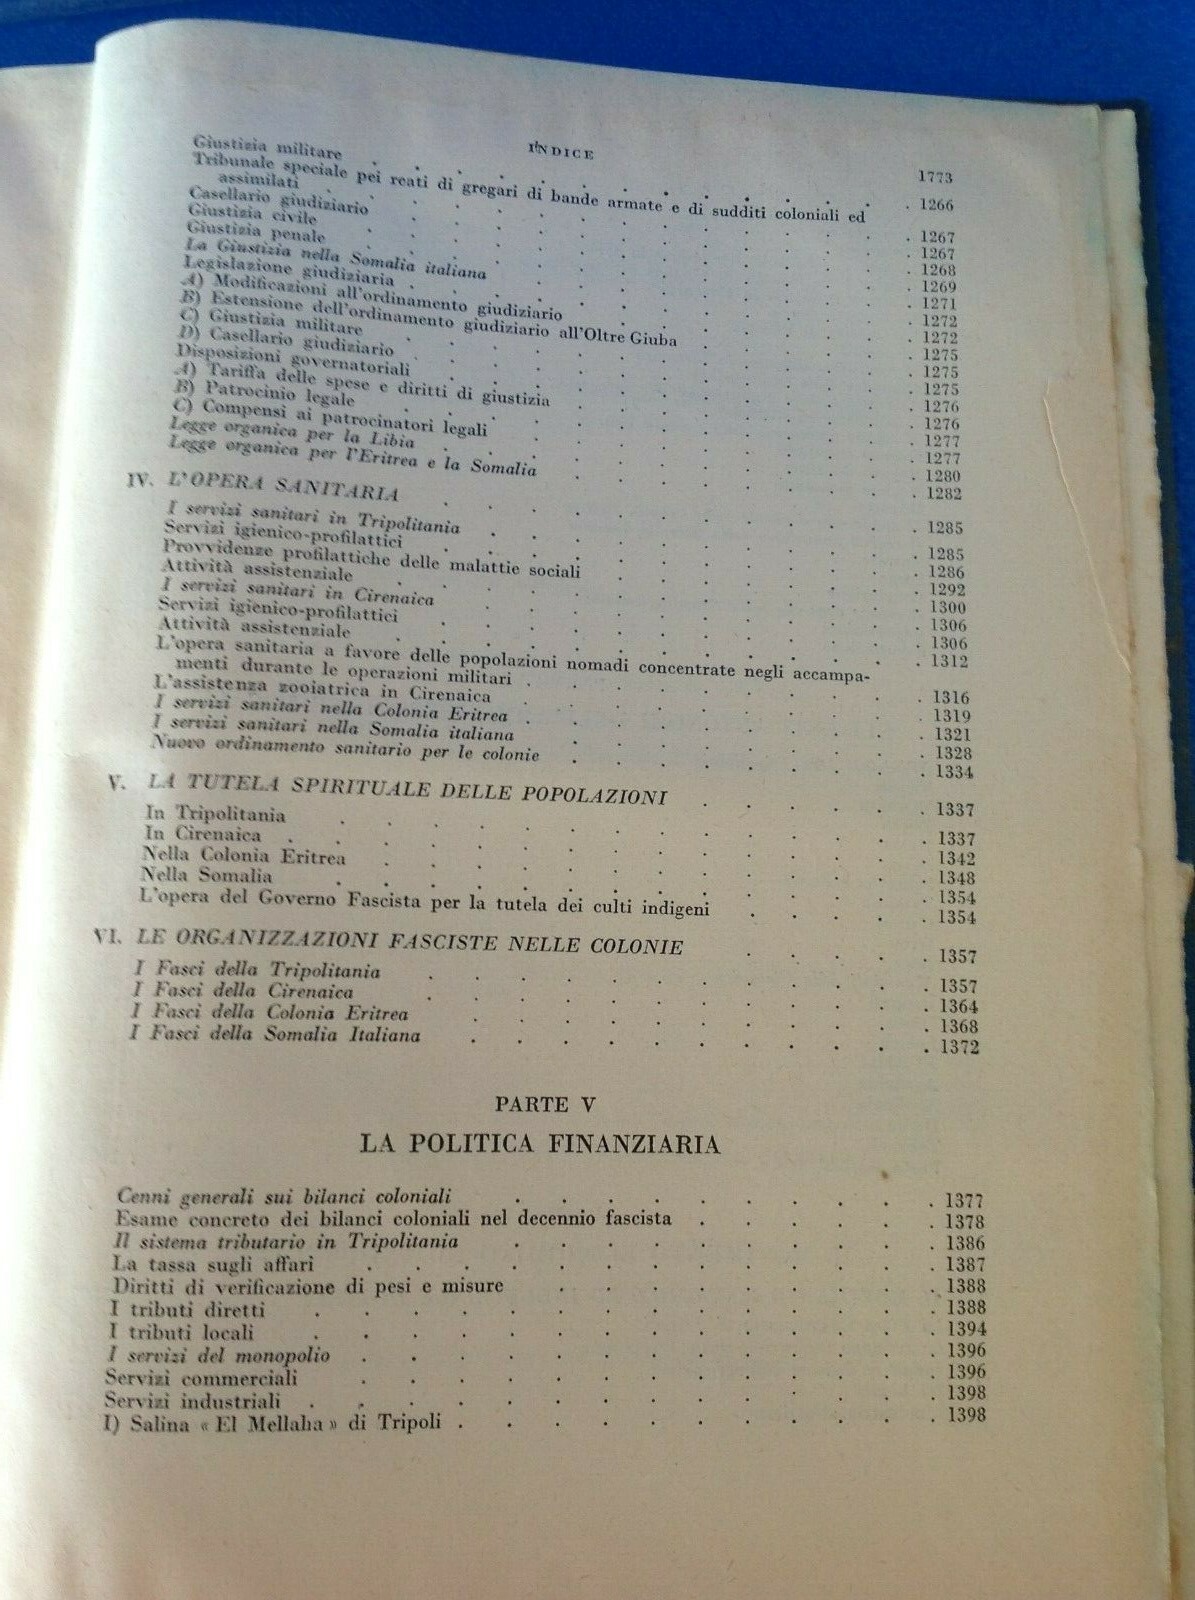 INDICE
1773
Giustizia militare . . . . . . . . . . 1266
Tribunale speciale pei reati di gregari di bande armate e di sudditi coloniali ed
assimilati . . . . . . . . . . 1267
Casellario giudiziario . . . . . . . . . . 1267
Giustizia civile . . . . . . . . . . 1268
Giustizia penale . . . . . . . . . . 1269
La Giustizia nella Somalia italiana . . . . . . . . . . 1271
Legislazione giudiziaria . . . . . . . . . . 1272
A) Modificazioni all'ordinamento giudiziario . . . . . . . . 1272
B) Estensione dell'ordinamento giudiziario all'Oltre Giuba . . . . . 1275
C) Giustizia militare . . . . . . . . . . 1275
D) Casellario giudiziario . . . . . . . . . . 1275
Disposizioni governatoriali . . . . . . . . . . 1276
A) Tariffa delle spese e diritti di giustizia . . . . . . . . 1276
B) Patrocinio legale . . . . . . . . . . 1277
C) Compensi ai patrocinatori legali . . . . . . . . . 1277
Legge organica per la Libia . . . . . . . . . 1280
Legge organica per l'Eritrea e la Somalia . . . . . . . . 1282
IV. L'OPERA SANITARIA . . . . . . . . . . 1285
I servizi sanitari in Tripolitania . . . . . . . . . . 1285
Servizi igienico-profilattici . . . . . . . . . . 1286
Provvidenze profilattiche delle malattie sociali . . . . . . . 1292
Attività assistenziale . . . . . . . . . . 1300
I servizi sanitari in Cirenaica . . . . . . . . . . 1306
Servizi igienico-profilattici . . . . . . . . . . 1306
Attività assistenziale . . . . . . . . . . 1312
L'opera sanitaria a favore delle popolazioni nomadi concentrate negli accampa-
menti durante le operazioni militari . . . . . . . . . 1316
L'assistenza zooiatrica in Cirenaica . . . . . . . . . 1319
I servizi sanitari nella Colonia Eritrea . . . . . . . . . 1321
I servizi sanitari nella Somalia italiana . . . . . . . . 1328
Nuovo ordinamento sanitario per le colonie . . . . . . . . 1334
V. LA TUTELA SPIRITUALE DELLE POPOLAZIONI . . . . . . 1337
In Tripolitania . . . . . . . . . . 1337
In Cirenaica . . . . . . . . . . 1342
Nella Colonia Eritrea . . . . . . . . . . 1348
Nella Somalia . . . . . . . . . . 1354
L'opera del Governo Fascista per la tutela dei culti indigeni . . . . . 1354
VI. LE ORGANIZZAZIONI FASCISTE NELLE COLONIE . . . . . 1357
I Fasci della Tripolitania . . . . . . . . . . 1357
I Fasci della Cirenaica . . . . . . . . . . 1364
I Fasci della Colonia Eritrea . . . . . . . . . . 1368
I Fasci della Somalia Italiana . . . . . . . . . . 1372
PARTE V
LA POLITICA FINANZIARIA
Cenni generali sui bilanci coloniali . . . . . . . . . . 1377
Esame concreto dei bilanci coloniali nel decennio fascista . . . . . . 1378
Il sistema tributario in Tripolitania . . . . . . . . . . 1386
La tassa sugli affari . . . . . . . . . . 1387
Diritti di verificazione di pesi e misure . . . . . . . . . 1388
I tributi diretti . . . . . . . . . . 1388
I tributi locali . . . . . . . . . . 1394
I servizi del monopolio . . . . . . . . . . 1396
Servizi commerciali . . . . . . . . . . 1396
Servizi industriali . . . . . . . . . . 1398
I) Salina « El Mellaha » di Tripoli . . . . . . . . . . 1398